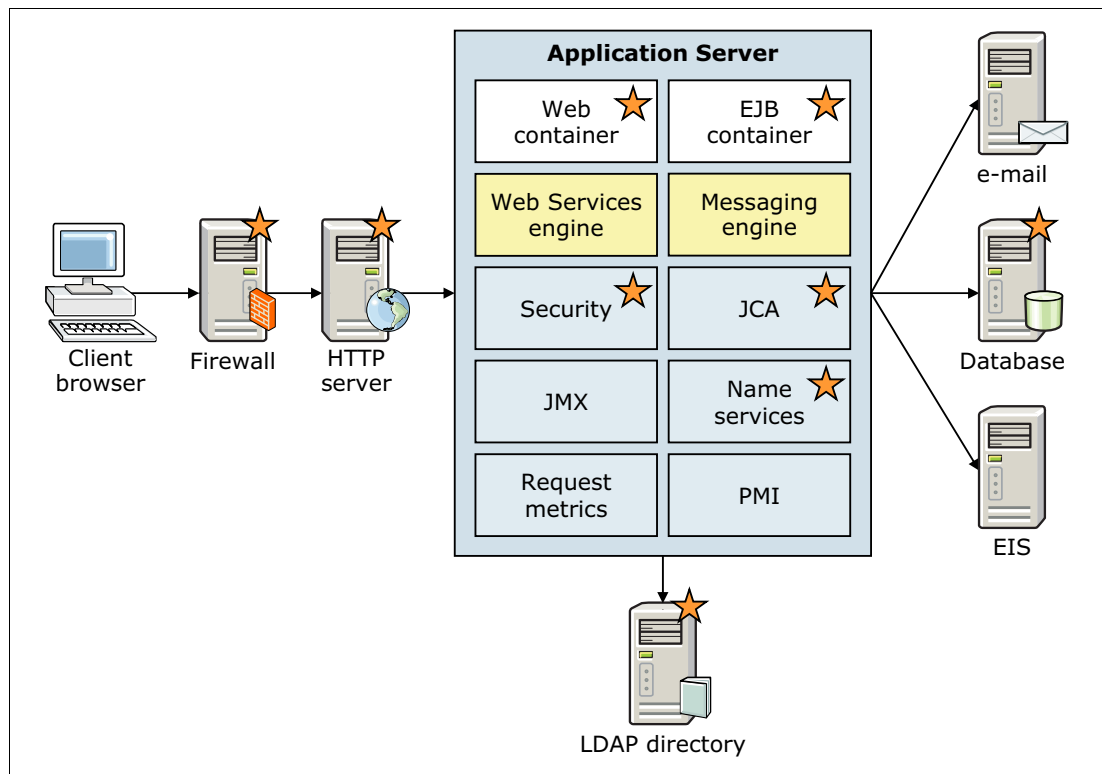 Application Server
Web
container
EJB
container
Web Services
engine
Messaging
engine
Security
JCA
JMX
Name
services
Request
metrics
PMI
Client
browser
Firewall
HTTP
server
e-mail
Database
EIS
LDAP directory